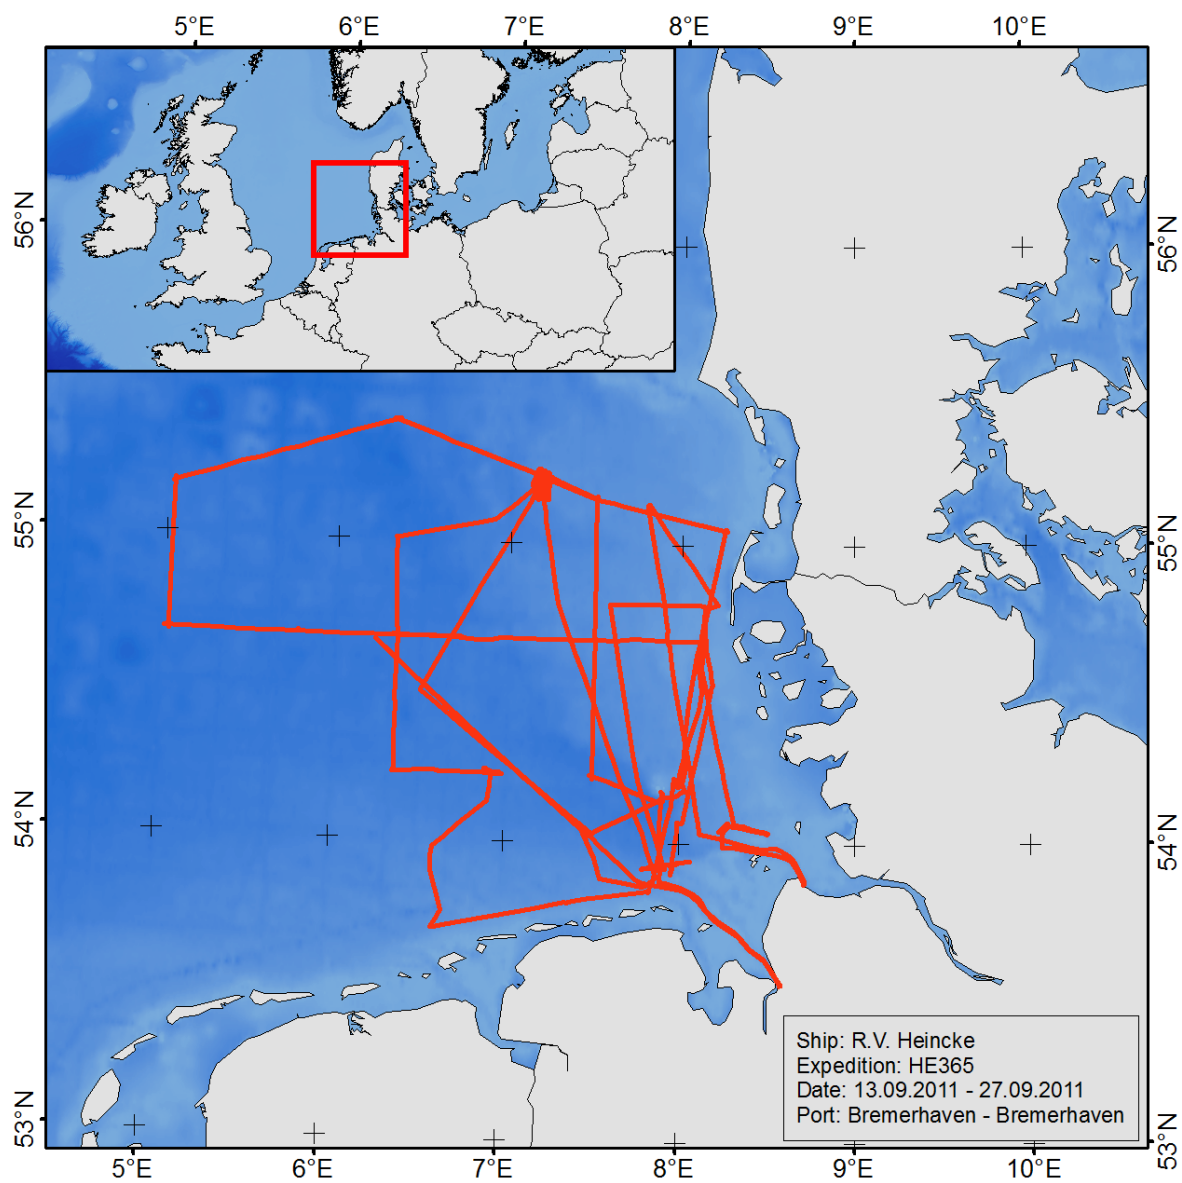 5°E 6°E 7°E 8°E 9°E 10°E
56°N 56°N
55°N 55°N
54°N 54°N
Ship: R.V. Heincke
Expedition: HE365
Date: 13.09.2011 - 27.09.2011
Port: Bremerhaven - Bremerhaven
53°N 53°N
5°E 6°E 7°E 8°E 9°E 10°E